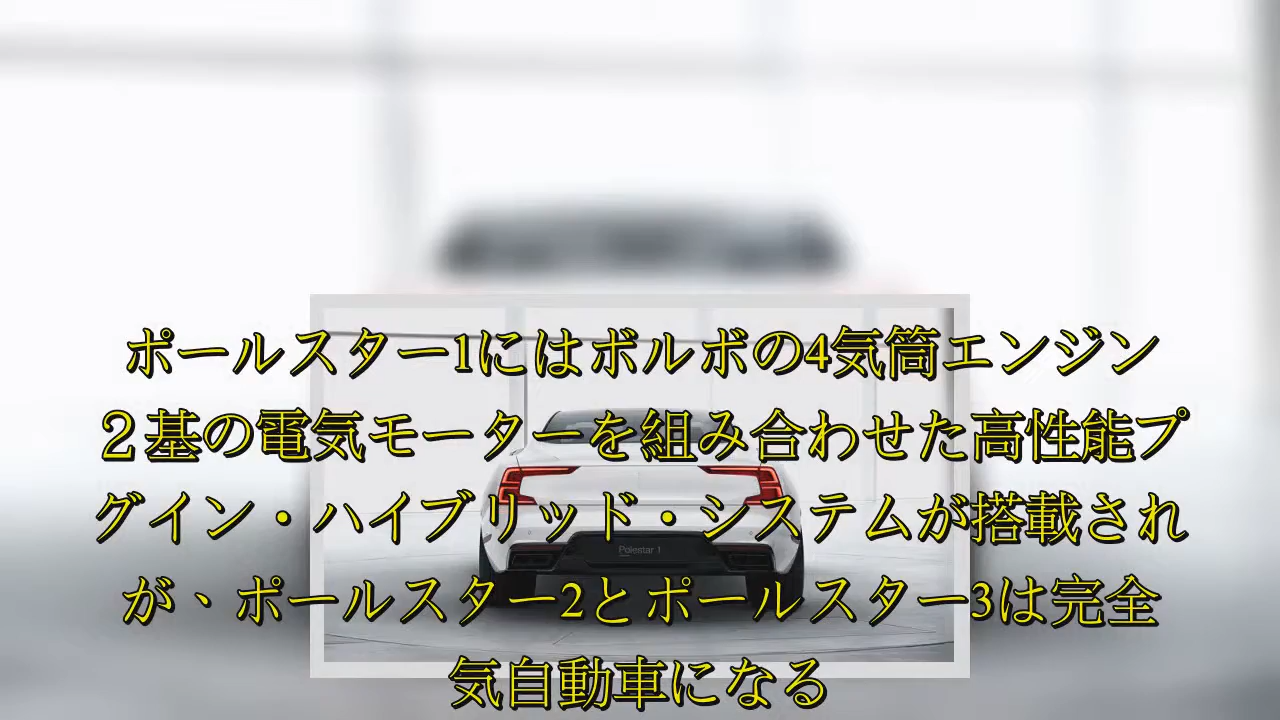 ポールスター1にはボルボの4気筒エンジン
２基の電気モーターを組み合わせた高性能プ
グイン・ハイブリッド・システムが搭載され
が、ポールスター2とポールスター3は完全
気自動車になる
Polestar 1